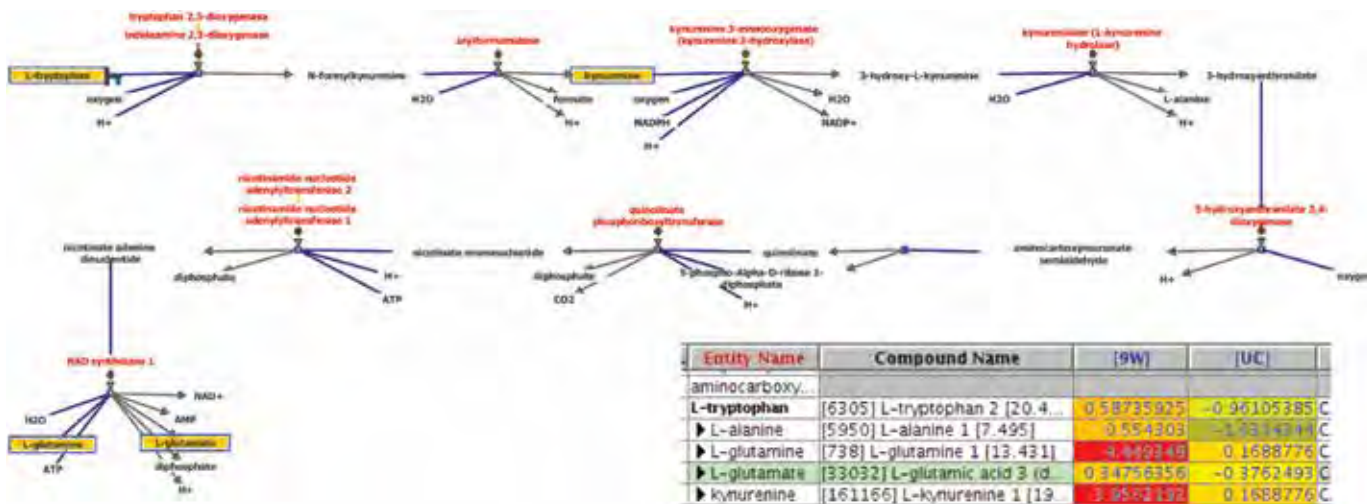 tryptophan 2,3-dioxygenase
indoleamine 2,3-dioxygenase
arylformamidase
kynurenine 3-monooxygenase
(kynurenine 3-hydroxylase)
kynureninase (L-kynurenine
hydrolase)
L-tryptophan
N-formylkynurenine
kynurenine
3-hydroxy-L-kynurenine
3-hydroxyanthranilate
oxygen
H+
H2O
formate
H+
oxygen
NADPH
H+
H2O
NADP+
H2O
L-alanine
H+
nicotinamide nucleotide
adenylyltransferase 2
nicotinamide nucleotide
adenylyltransferase 1
quinolinate
phosphoribosyltransferase
3-hydroxyanthranilate 3,4-
dioxygenase
nicotinate adenine
dinucleotide
diphosphate
H+
ATP
nicotinate mononucleotide
diphosphate
CO2
quinolinate
5-phospho-Alpha-D-ribose 1-
diphosphate
H+
aminocarboxymuconate
semialdehyde
H+
oxygen
NAD synthetase 1
H2O
L-glutamine
ATP
NAD+
AMP
L-glutamate
diphosphate
H+
Entity Name Compound Name [9W] [UC]
aminocarboxy...
L-tryptophan [6305] L-tryptophan 2 [20.4... 0.58735925 -0.96105385 C
L-alanine [5950] L-alanine 1 [7.495] 0.554303 C
L-glutamine [738] L-glutamine 1 [13.431] 0.1688776 C
L-glutamate [33032] L-glutamic acid 3 (d... 0.34756356 -0.3762493 C
kynurenine [161166] L-kynurenine 1 [19... 0.1688776 C